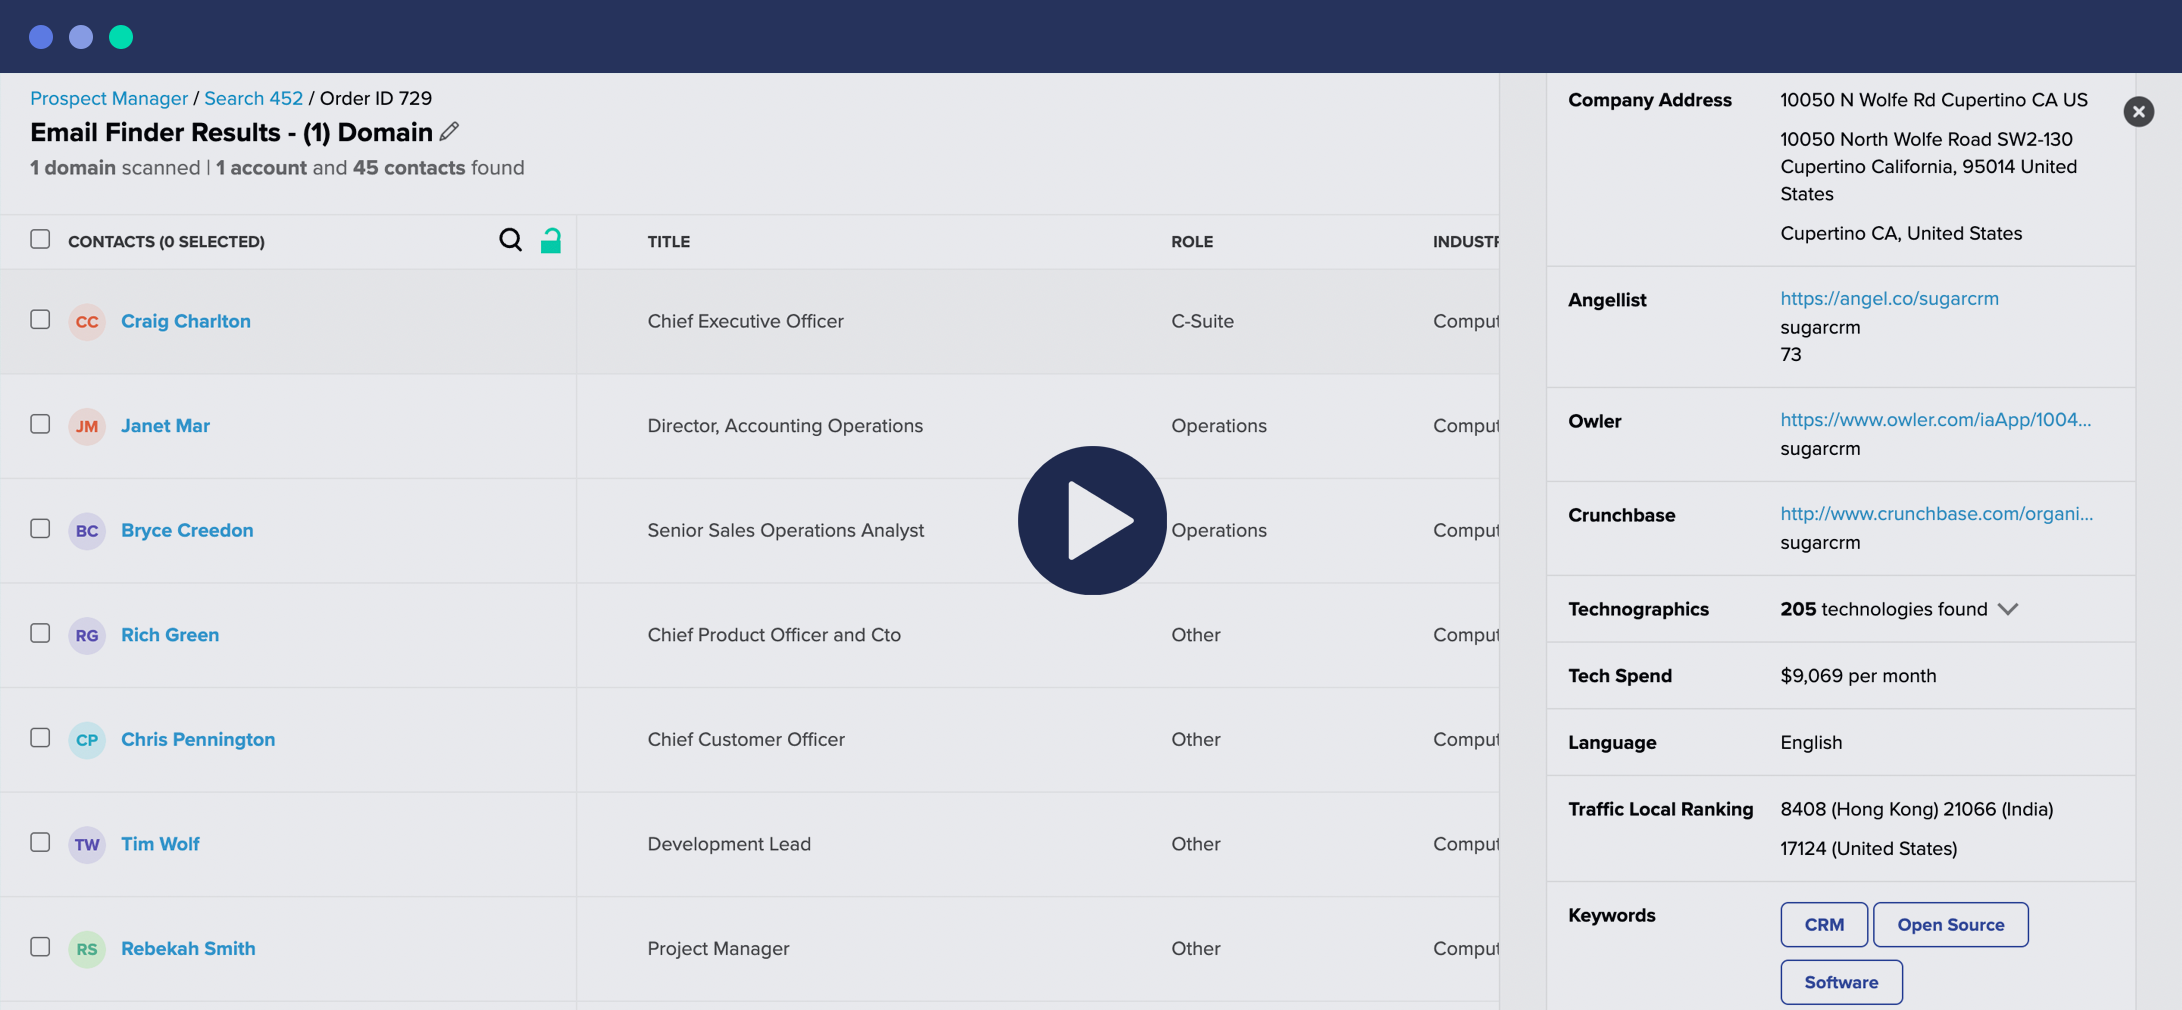 Prospect Manager / Search 452 / Order ID 729
Email Finder Results - (1) Domain
1 domain scanned | 1 account and 45 contacts found
CONTACTS (0 SELECTED) TITLE ROLE INDUSTR
CC Craig Charlton Chief Executive Officer C-Suite Comput
JM Janet Mar Director, Accounting Operations Operations Comput
BC Bryce Creedon Senior Sales Operations Analyst Operations Comput
RG Rich Green Chief Product Officer and Cto Other Comput
CP Chris Pennington Chief Customer Officer Other Comput
TW Tim Wolf Development Lead Other Comput
RS Rebekah Smith Project Manager Other Comput
Company Address 10050 N Wolfe Rd Cupertino CA US
10050 North Wolfe Road SW2-130
Cupertino California, 95014 United
States
Cupertino CA, United States
Angellist https://angel.co/sugarcrm
sugarcrm
73
Owler https://www.owler.com/iaApp/1004...
sugarcrm
Crunchbase http://www.crunchbase.com/organi...
sugarcrm
Technographics 205 technologies found
Tech Spend $9,069 per month
Language English
Traffic Local Ranking 8408 (Hong Kong) 21066 (India)
17124 (United States)
Keywords CRM Open Source
Software